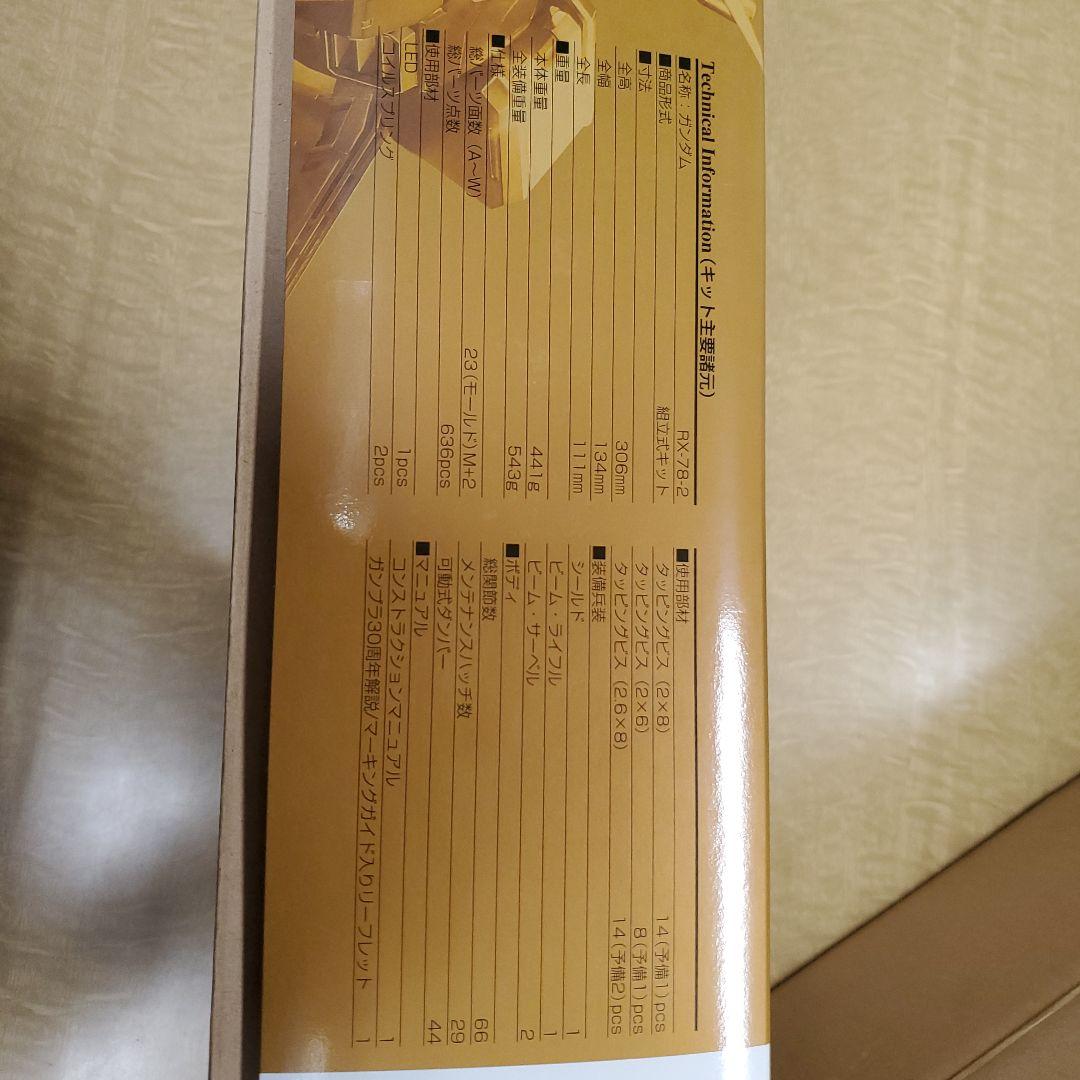 Technical Information (キット主要諸元)
■名称：ガンダム RX-78-2
■商品形式 組立式キット
■寸法
全高 306mm
全幅 134mm
全長 111mm
■重量
本体重量 441g
全装備重量 543g
■仕様
総パーツ面数（A～W） 23(モールド)M+2
総パーツ点数 636pcs
■使用部材
LED 1pcs
コイルスプリング 2pcs
■使用部材
タッピングビス（2×8） 14(予備1)pcs
タッピングビス（2×6） 8(予備1)pcs
タッピングビス（2.6×8） 14(予備2)pcs
■装備兵装
シールド 1
ビーム・ライフル 1
ビーム・サーベル 2
■ボディ
総関節数 66
メンテナンスハッチ数 29
可動式ダンパー 44
■マニュアル
コンストラクションマニュアル 1
ガンプラ30周年解説/マーキングガイド入りリーフレット 1